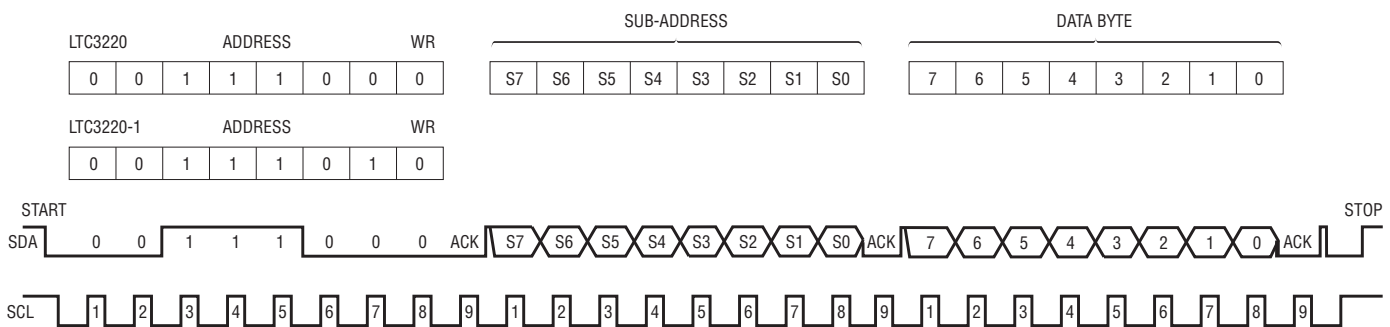 SUB-ADDRESS DATA BYTE
LTC3220 ADDRESS WR
0 0 1 1 1 0 0 0 S7 S6 S5 S4 S3 S2 S1 S0 7 6 5 4 3 2 1 0
LTC3220-1 ADDRESS WR
0 0 1 1 1 0 1 0
START STOP
SDA 0 0 1 1 1 0 0 0 ACK S7 S6 S5 S4 S3 S2 S1 S0 ACK 7 6 5 4 3 2 1 0 ACK
SCL 1 2 3 4 5 6 7 8 9 1 2 3 4 5 6 7 8 9 1 2 3 4 5 6 7 8 9